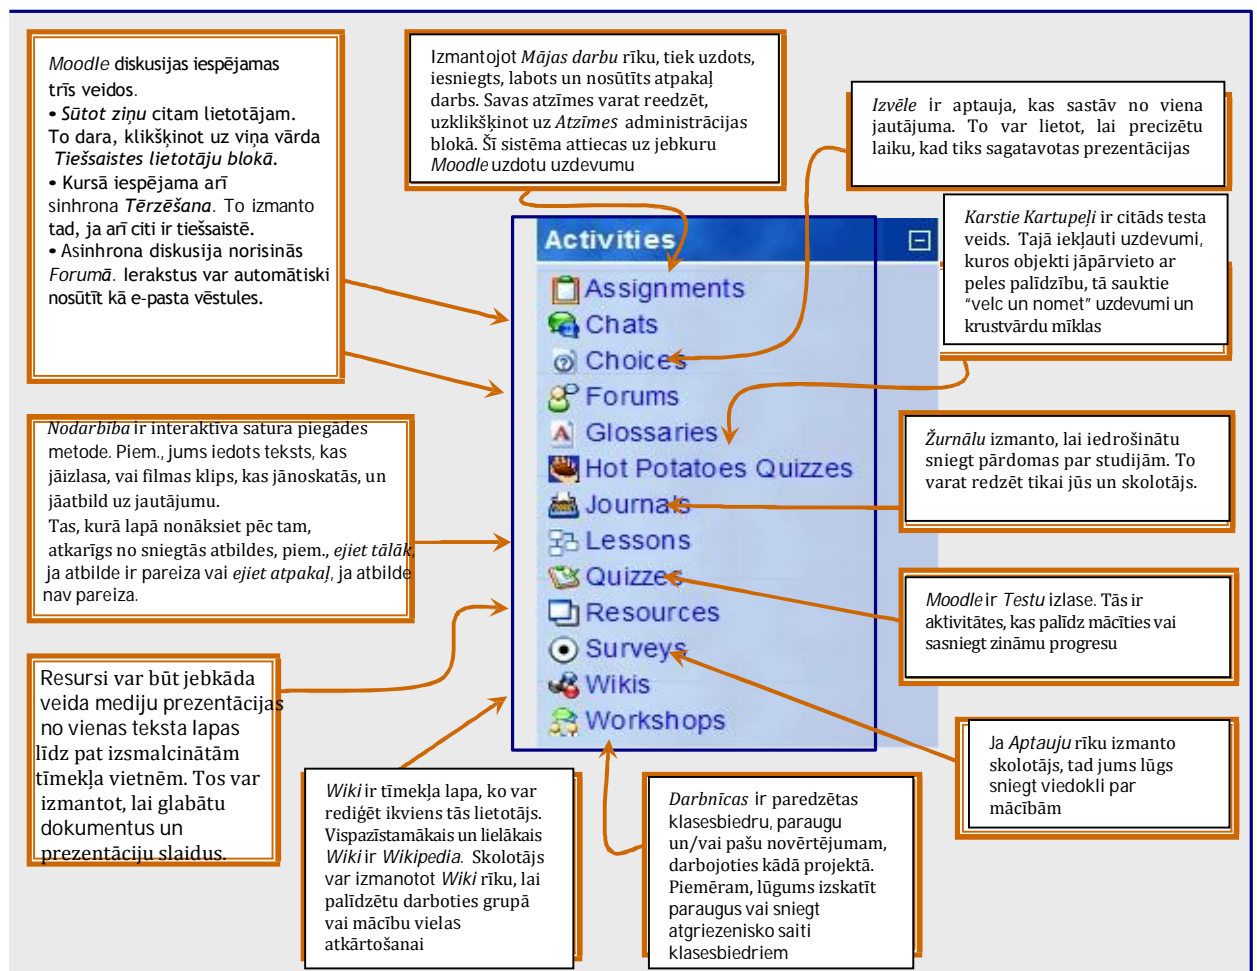 Moodle diskusijas iespējamas
trīs veidos.
• Sūtot ziņu citam lietotājam.
To dara, klikšķinot uz viņa vārda
Tiešsaistes lietotāju blokā.
• Kursā iespējama arī
sinhrona Tērzēšana. To izmanto
tad, ja arī citi ir tiešsaistē.
• Asinhrona diskusija norisinās
Forumā. Ierakstus var automātiski
nosūtīt kā e-pasta vēstules.
Izmantojot Mājas darbu rīku, tiek uzdots,
iesniegts, labots un nosūtīts atpakaļ
darbs. Savas atzīmes varat reedzēt,
uzklikšķinot uz Atzīmes administrācijas
blokā. Šī sistēma attiecas uz jebkuru
Moodle uzdotu uzdevumu
Izvēle ir aptauja, kas sastāv no viena
jautājuma. To var lietot, lai precizētu
laiku, kad tiks sagatavotas prezentācijas
Karstie Kartupeļi ir citāds testa
veids. Tajā iekļauti uzdevumi,
kuros objekti jāpārvieto ar
peles palīdzību, tā sauktie
“velc un nomet” uzdevumi un
krustvārdu mīklas
Activities
Assignments
Chats
Choices
Forums
Glossaries
Hot Potatoes Quizzes
Journals
Lessons
Quizzes
Resources
Surveys
Wikis
Workshops
Nodarbība ir interaktīva satura piegādes
metode. Piem., jums iedots teksts, kas
jāizlasa, vai filmas klips, kas jānoskatās, un
jāatbild uz jautājumu.
Tas, kurā lapā nonāksiet pēc tam,
atkarīgs no sniegtās atbildes, piem., ejiet tālāk,
ja atbilde ir pareiza vai ejiet atpakaļ, ja atbilde
nav pareiza.
Žurnālu izmanto, lai iedrošinātu
sniegt pārdomas par studijām. To
varat redzēt tikai jūs un skolotājs.
Moodle ir Testu izlase. Tās ir
aktivitātes, kas palīdz mācīties vai
sasniegt zināmu progresu
Resursi var būt jebkāda
veida mediju prezentācijas
no vienas teksta lapas
līdz pat izsmalcinātām
tīmekļa vietnēm. Tos var
izmantot, lai glabātu
dokumentus un
prezentāciju slaidus.
Ja Aptauju rīku izmanto
skolotājs, tad jums lūgs
sniegt viedokli par
mācībām
Wiki ir tīmekļa lapa, ko var
rediģēt ikviens tās lietotājs.
Vispazīstamākais un lielākais
Wiki ir Wikipedia. Skolotājs
var izmanotot Wiki rīku, lai
palīdzētu darboties grupā
vai mācību vielas
atkārtošanai
Darbnīcas ir paredzētas
klasesbiedru, paraugu
un/vai pašu novērtējumam,
darbojoties kādā projektā.
Piemēram, lūgums izskatīt
paraugus vai sniegt
atgriezenisko saiti
klasesbiedriem